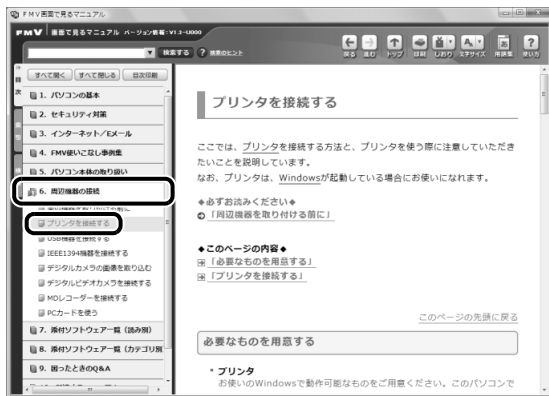 FMV画面で見るマニュアル
FMV 画面で見るマニュアル バージョン情報:V1.3-U000
検索する ? 検索のヒント
戻る 進む トップ 印刷 しおり 文字サイズ 用語集 使い方
すべて開く すべて閉じる 目次印刷
目次
1. パソコンの基本
2. セキュリティ対策
3. インターネット／Eメール
4. FMV使いこなし事例集
5. パソコン本体の取り扱い
6. 周辺機器の接続
周辺機器を取り付ける前に
プリンタを接続する
USB機器を接続する
IEEE1394機器を接続する
デジタルカメラの画像を取り込む
デジタルビデオカメラを接続する
MDレコーダーを接続する
PCカードを使う
7. 添付ソフトウェア一覧（読み別）
8. 添付ソフトウェア一覧（カテゴリ別
9. 困ったときのQ&A
プリンタを接続する
ここでは、プリンタを接続する方法と、プリンタを使う際に注意していただき
たいことを説明しています。
なお、プリンタは、Windowsが起動している場合にお使いになれます。
◆必ずお読みください◆
「周辺機器を取り付ける前に」
◆このページの内容◆
「必要なものを用意する」
「プリンタを接続する」
このページの先頭に戻る
必要なものを用意する
・プリンタ
お使いのWindowsで動作可能なものをご用意ください。このパソコンで